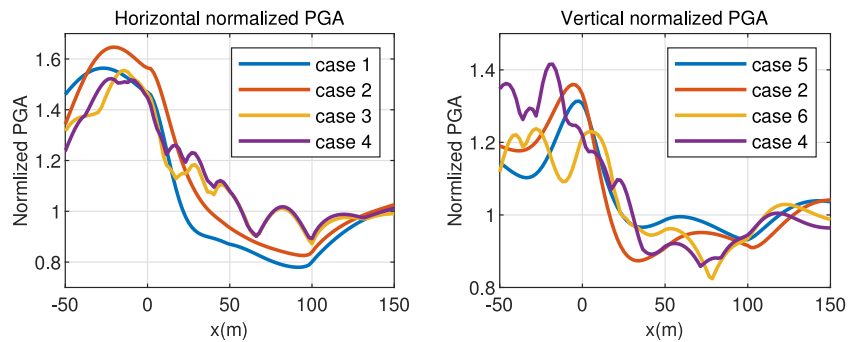 Horizontal normalized PGA
Normlized PGA
1.6
1.4
1.2
1
0.8
-50
0
50
100
150
x(m)
case 1
case 2
case 3
case 4
Vertical normalized PGA
Normlized PGA
1.4
1.2
1
0.8
-50
0
50
100
150
x(m)
case 5
case 2
case 6
case 4